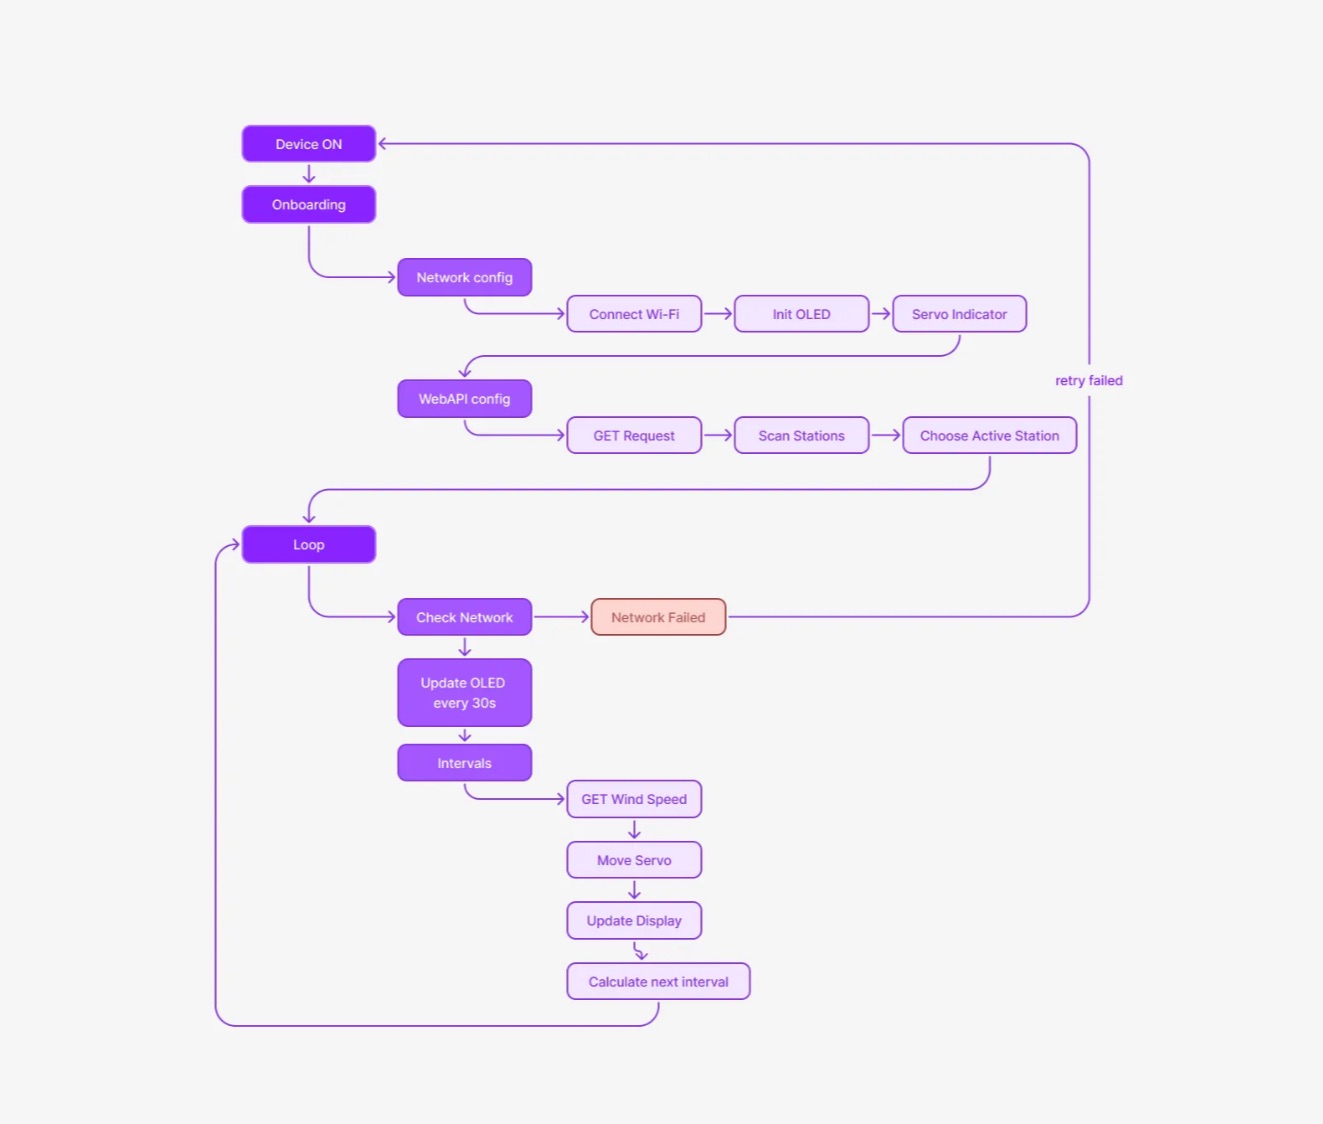 Device ON
Onboarding
Network config
Connect Wi-Fi
Init OLED
Servo Indicator
retry failed
WebAPI config
GET Request
Scan Stations
Choose Active Station
Loop
Check Network
Network Failed
Update OLED
every 30s
Intervals
GET Wind Speed
Move Servo
Update Display
Calculate next interval